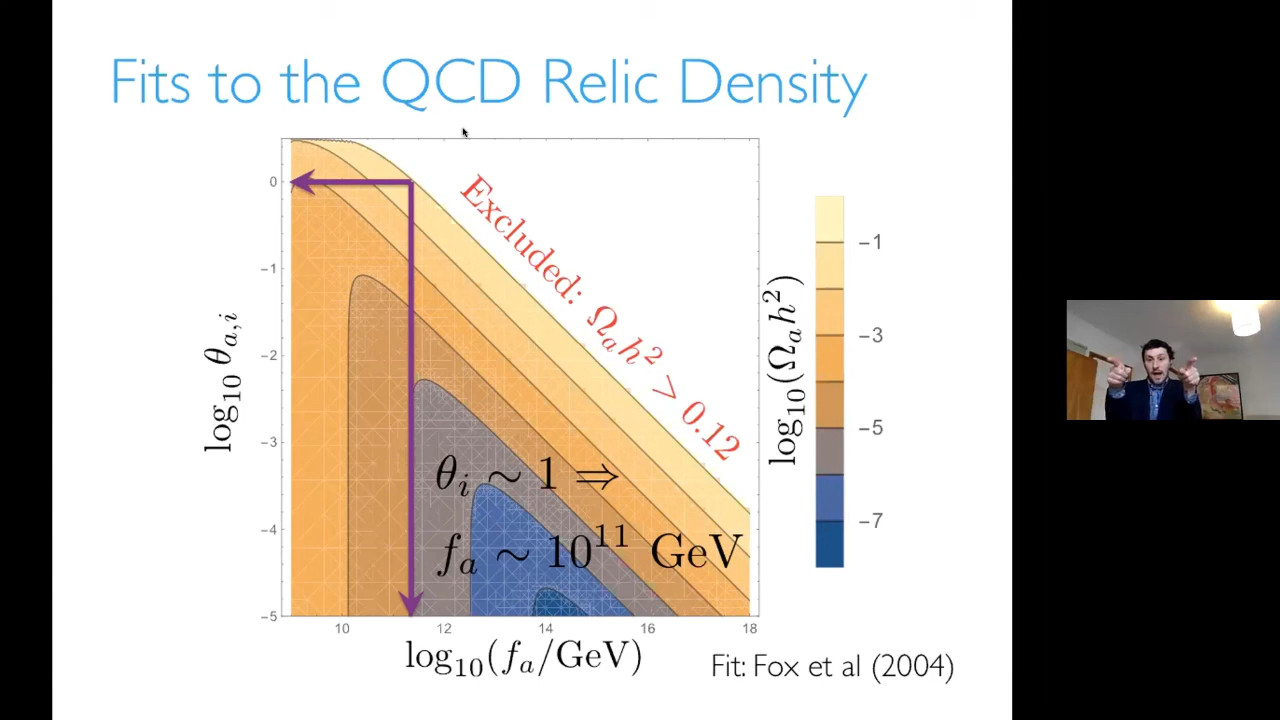 Fits to the QCD Relic Density
Excluded: Ωₐh² > 0.12
log₁₀ θₐ,ᵢ
0
−1
−2
−3
−4
−5
θᵢ ∼ 1 ⇒
fₐ ∼ 10¹¹ GeV
10
12
14
16
18
log₁₀(fₐ/GeV)
log₁₀(Ωₐh²)
−1
−3
−5
−7
Fit: Fox et al (2004)